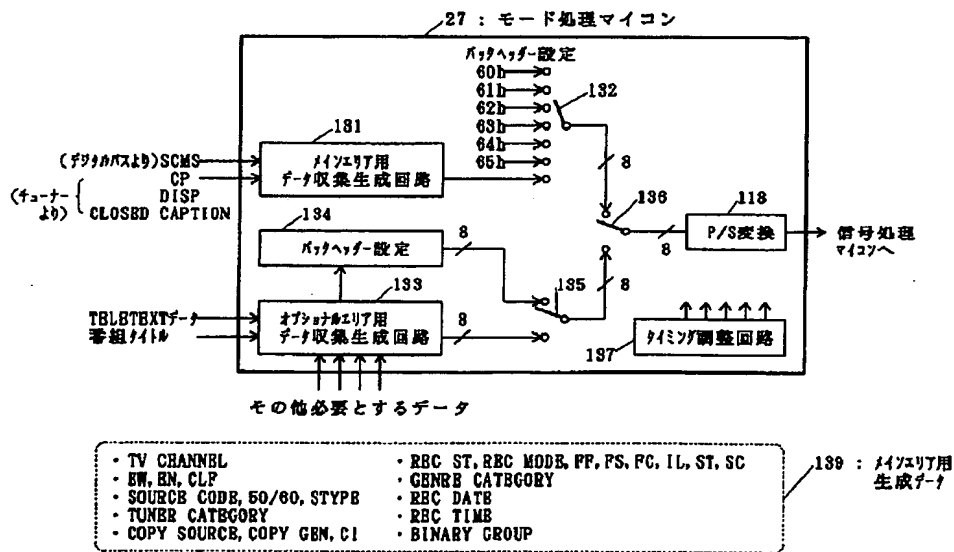 27 : モード処理マイコン
パックヘッダー設定
60h
61h
62h
63h
64h
65h
132
131
メインエリア用
データ収集生成回路
(デジタルバスより)SCMS
CP
(チューナー
より)
DISP
CLOSED CAPTION
8
136
118
P/S変換
8
信号処理
マイコンへ
134
パックヘッダー設定
8
133
オプショナルエリア用
データ収集生成回路
8
135
8
TELETEXTデータ
番組タイトル
137
タイミング調整回路
その他必要とするデータ
・TV CHANNEL
・EW, EN, CLF
・SOURCE CODE, 50/60, STYPE
・TUNER CATEGORY
・COPY SOURCE, COPY GEN, CI
・REC ST, REC MODE, FF, FS, FC, IL, ST, SC
・GENRE CATEGORY
・REC DATE
・REC TIME
・BINARY GROUP
139 : メインエリア用
生成データ